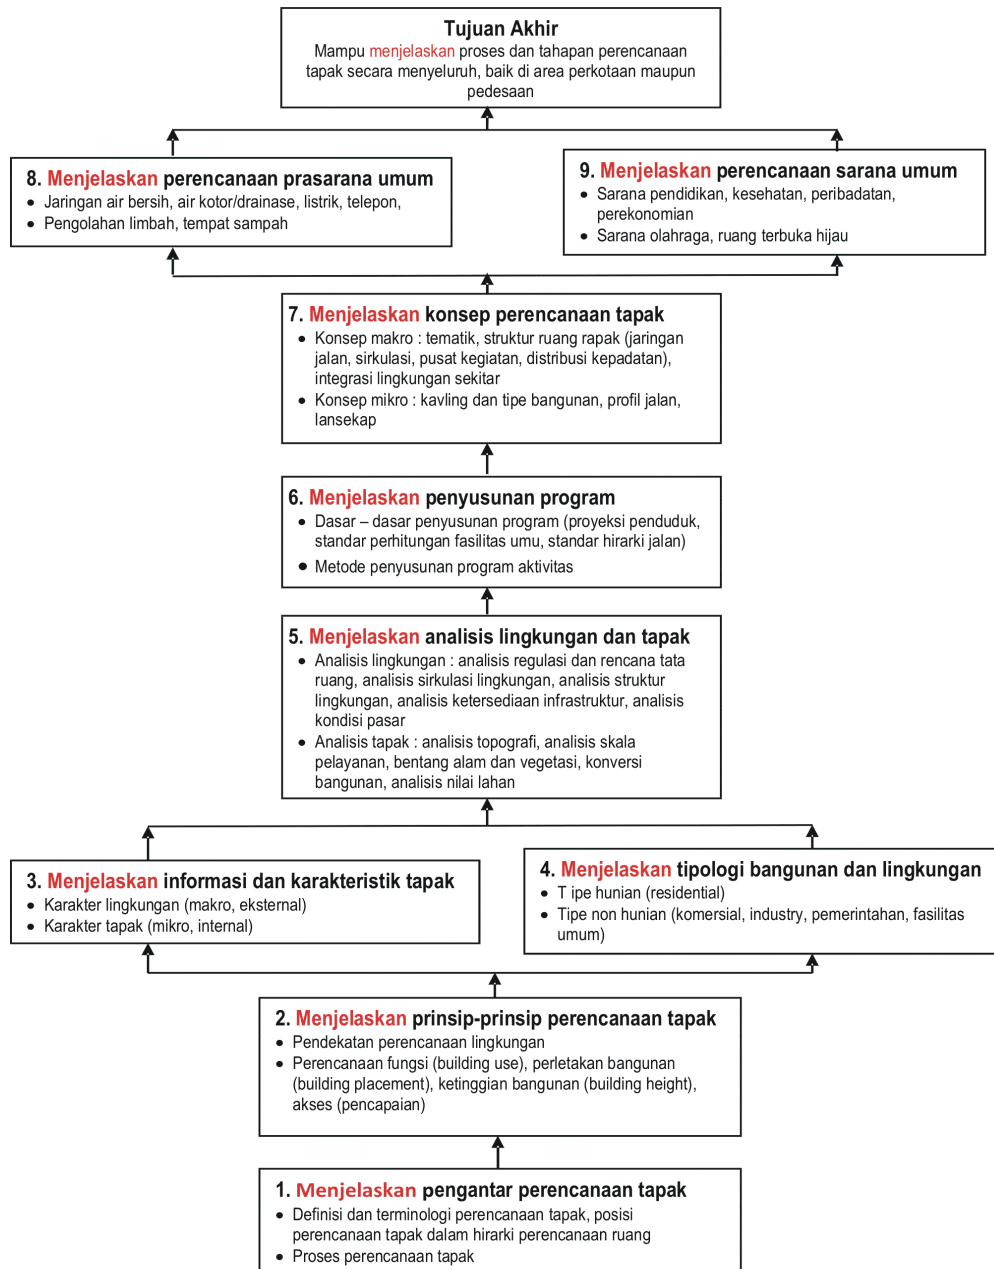 Tujuan Akhir
Mampu menjelaskan proses dan tahapan perencanaan
tapak secara menyeluruh, baik di area perkotaan maupun
pedesaan
8. Menjelaskan perencanaan prasarana umum
● Jaringan air bersih, air kotor/drainase, listrik, telepon,
● Pengolahan limbah, tempat sampah
9. Menjelaskan perencanaan sarana umum
● Sarana pendidikan, kesehatan, peribadatan,
perekonomian
● Sarana olahraga, ruang terbuka hijau
7. Menjelaskan konsep perencanaan tapak
● Konsep makro : tematik, struktur ruang rapak (jaringan
jalan, sirkulasi, pusat kegiatan, distribusi kepadatan),
integrasi lingkungan sekitar
● Konsep mikro : kavling dan tipe bangunan, profil jalan,
lansekap
6. Menjelaskan penyusunan program
● Dasar – dasar penyusunan program (proyeksi penduduk,
standar perhitungan fasilitas umu, standar hirarki jalan)
● Metode penyusunan program aktivitas
5. Menjelaskan analisis lingkungan dan tapak
● Analisis lingkungan : analisis regulasi dan rencana tata
ruang, analisis sirkulasi lingkungan, analisis struktur
lingkungan, analisis ketersediaan infrastruktur, analisis
kondisi pasar
● Analisis tapak : analisis topografi, analisis skala
pelayanan, bentang alam dan vegetasi, konversi
bangunan, analisis nilai lahan
3. Menjelaskan informasi dan karakteristik tapak
● Karakter lingkungan (makro, eksternal)
● Karakter tapak (mikro, internal)
4. Menjelaskan tipologi bangunan dan lingkungan
● T ipe hunian (residential)
● Tipe non hunian (komersial, industry, pemerintahan, fasilitas
umum)
2. Menjelaskan prinsip-prinsip perencanaan tapak
● Pendekatan perencanaan lingkungan
● Perencanaan fungsi (building use), perletakan bangunan
(building placement), ketinggian bangunan (building height),
akses (pencapaian)
1. Menjelaskan pengantar perencanaan tapak
● Definisi dan terminologi perencanaan tapak, posisi
perencanaan tapak dalam hirarki perencanaan ruang
● Proses perencanaan tapak